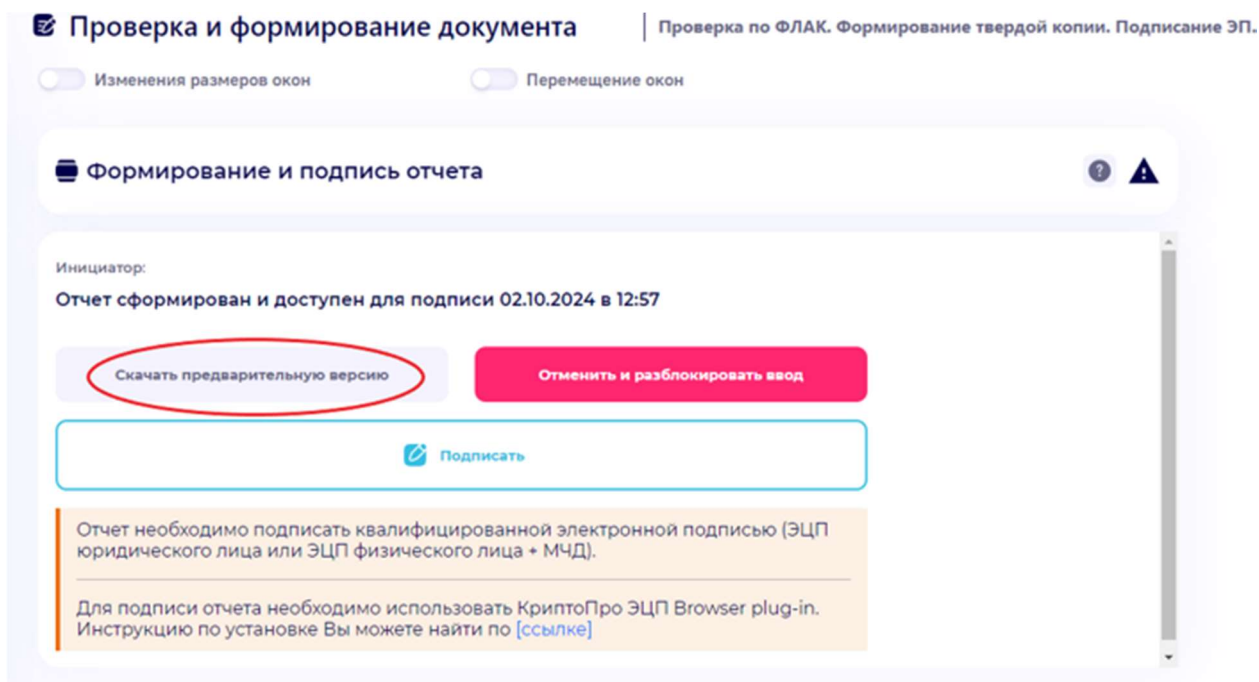 Проверка и формирование документа
Проверка по ФЛАК. Формирование твердой копии. Подписание ЭП..
Изменения размеров окон
Перемещение окон
Формирование и подпись отчета
Инициатор:
Отчет сформирован и доступен для подписи 02.10.2024 в 12:57
Скачать предварительную версию
Отменить и разблокировать ввод
Подписать
Отчет необходимо подписать квалифицированной электронной подписью (ЭЦП
юридического лица или ЭЦП физического лица + МЧД).
Для подписи отчета необходимо использовать КриптоПро ЭЦП Browser plug-in.
Инструкцию по установке Вы можете найти по [ссылке]